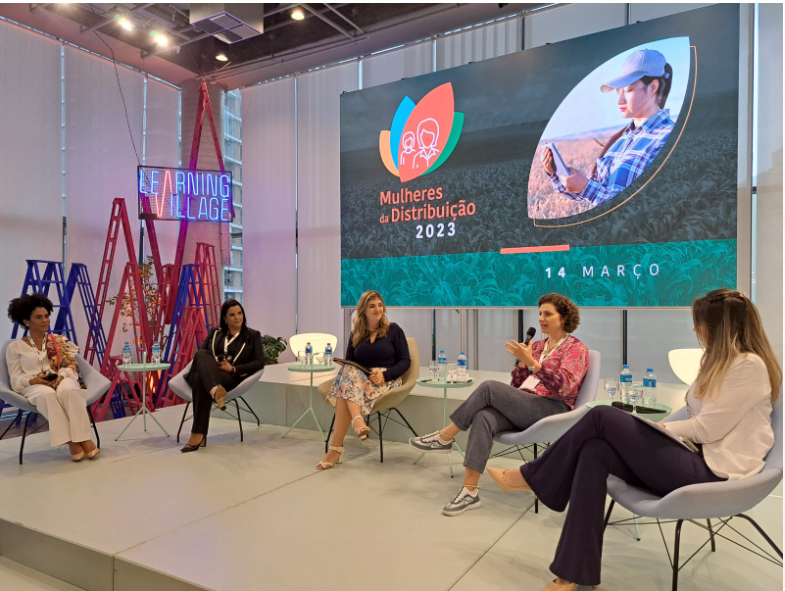 LEARNING
VILLAGE
Mulheres
da Distribuição
2023
14 MARÇO